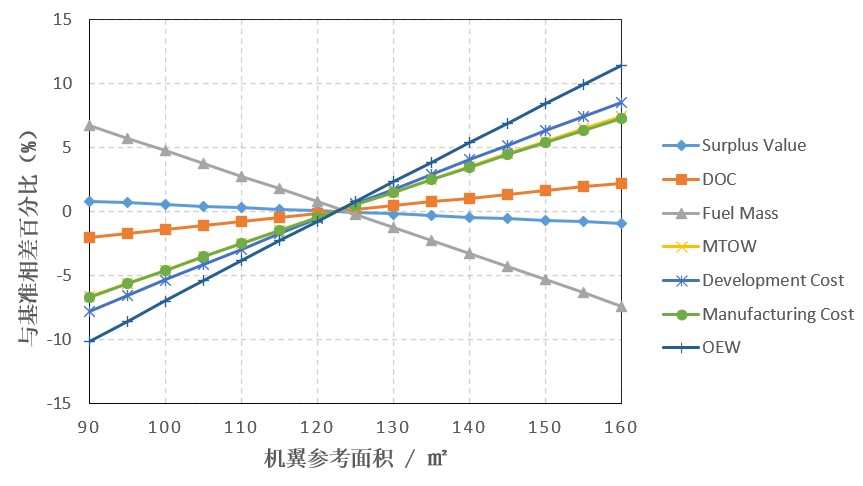 15
10
5
0
-5
-10
-15
与基准相差百分比（%）
90
100
110
120
130
140
150
160
机翼参考面积 / ㎡
Surplus Value
DOC
Fuel Mass
MTOW
Development Cost
Manufacturing Cost
OEW